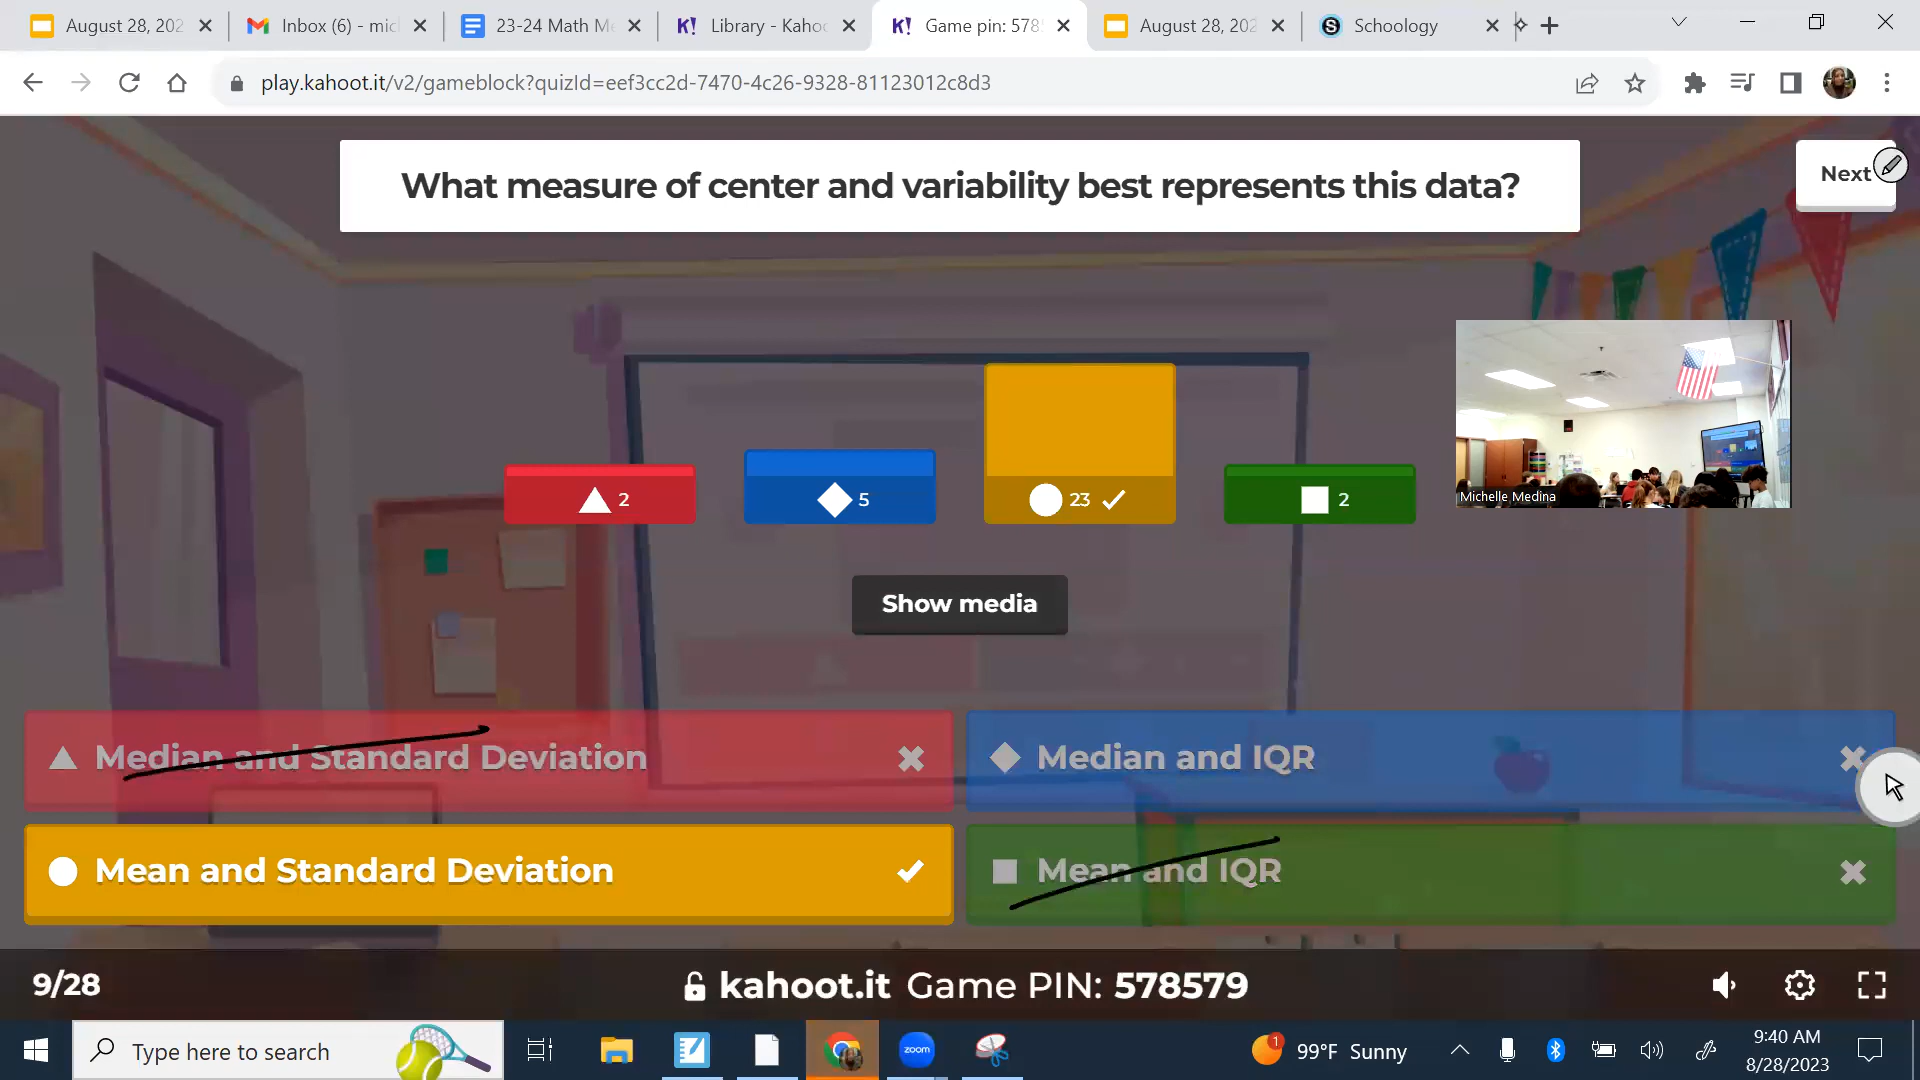 August 28, 202
Inbox (6) - mic
23-24 Math Me
Library - Kahoo
Game pin: 578
August 28, 202
Schoology
play.kahoot.it/v2/gameblock?quizId=eef3cc2d-7470-4c26-9328-81123012c8d3
What measure of center and variability best represents this data?
Next
2
5
23
2
Michelle Medina
Show media
Median and Standard Deviation
Median and IQR
Mean and Standard Deviation
Mean and IQR
9/28
kahoot.it Game PIN: 578579
Type here to search
zoom
1
99°F Sunny
9:40 AM
8/28/2023